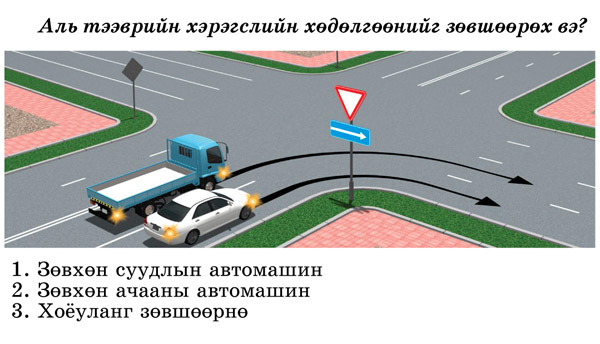 Аль тээврийн хэрэгслийн хөдөлгөөнийг зөвшөөрөх вэ?
1. Зөвхөн суудлын автомашин
2. Зөвхөн ачааны автомашин
3. Хоёуланг зөвшөөрнө